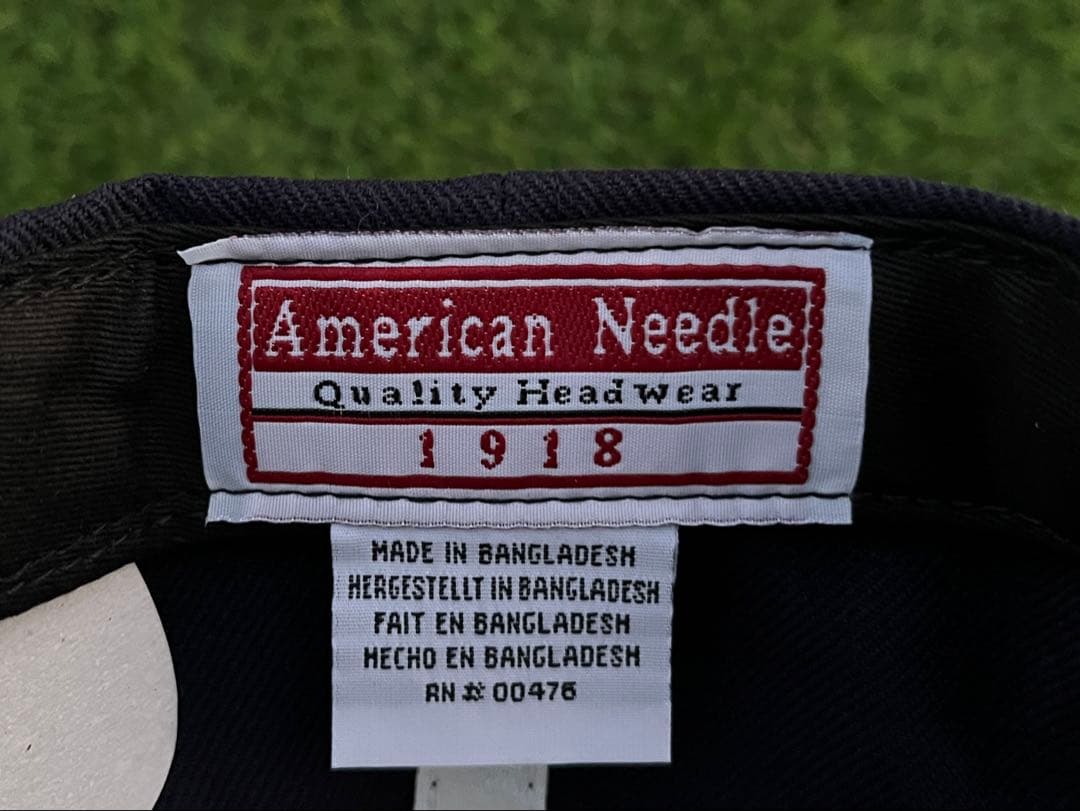 American Needle
Quality Headwear
1918
MADE IN BANGLADESH
HERGESTELLT IN BANGLADESH
FAIT EN BANGLADESH
HECHO EN BANGLADESH
RN # 00476